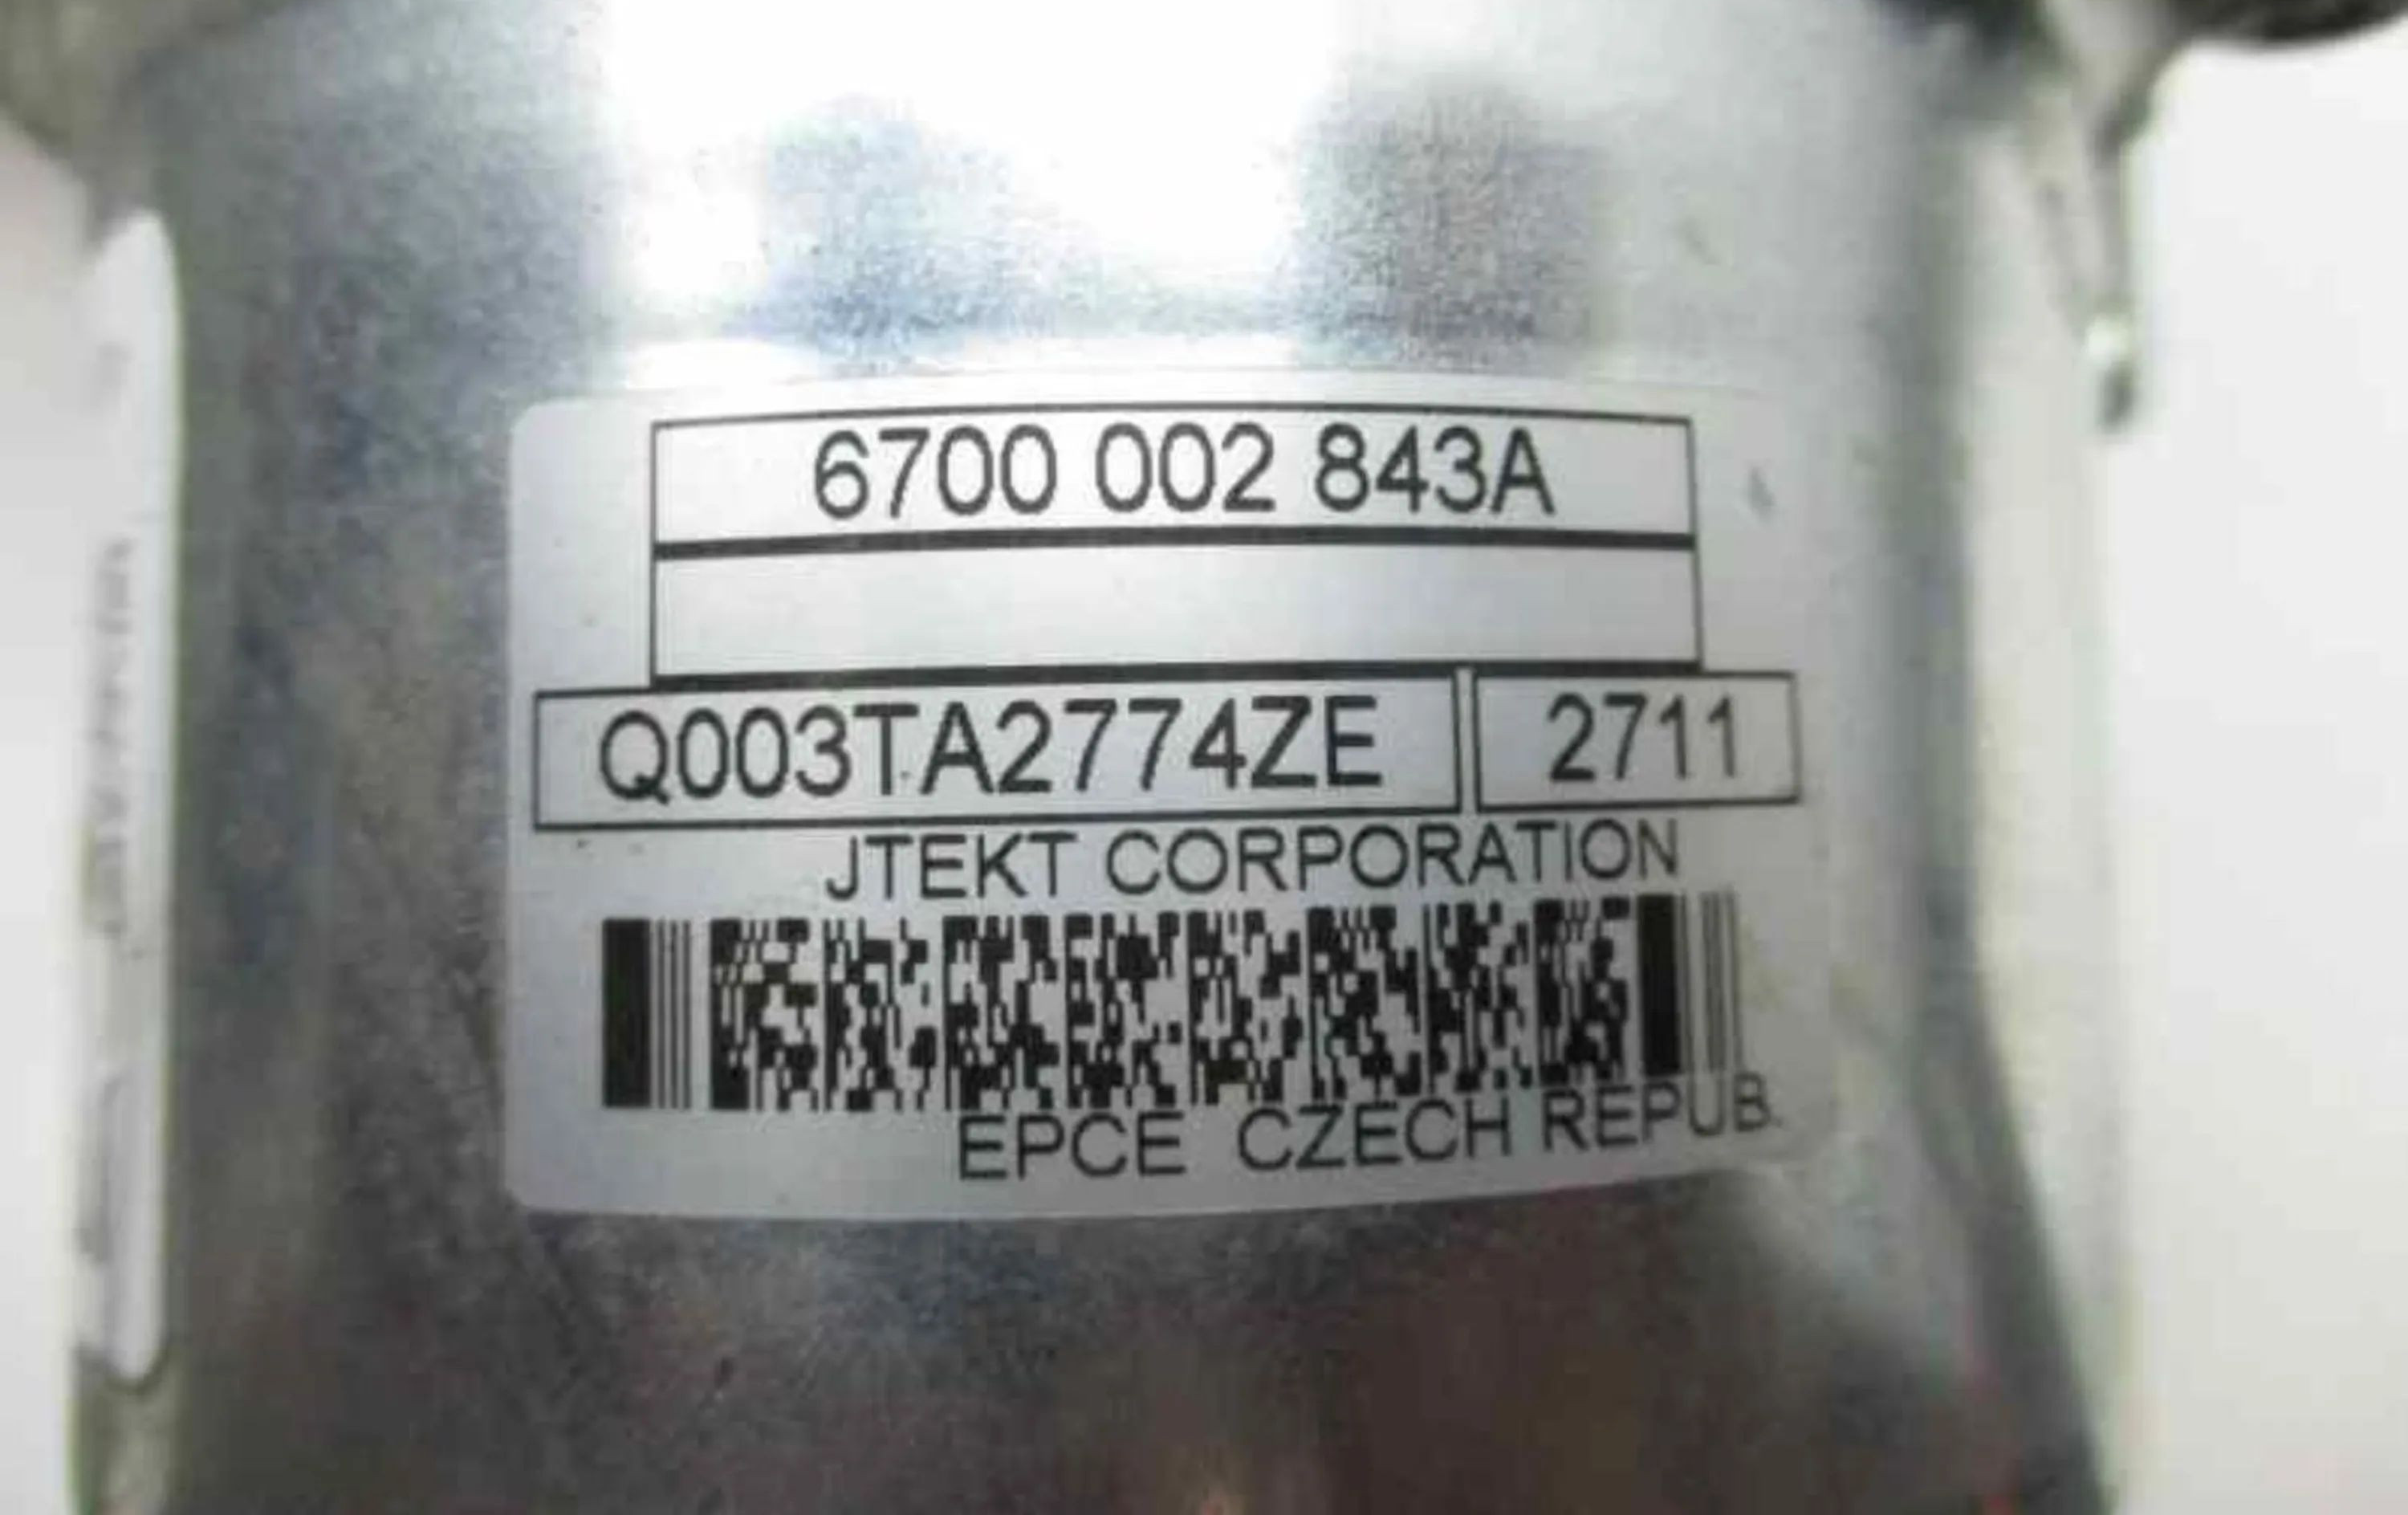 6700 002 843A
Q003TA2774ZE 2711
JTEKT CORPORATION
EPCE CZECH REPUB.